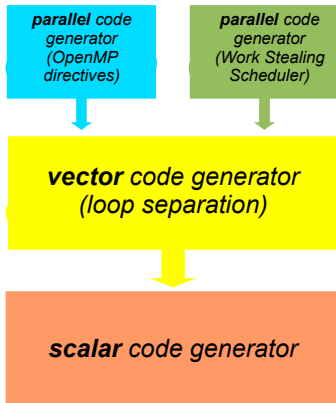 parallel code
generator
(OpenMP
directives)
parallel code
generator
(Work Stealing
Scheduler)
vector code generator
(loop separation)
scalar code generator